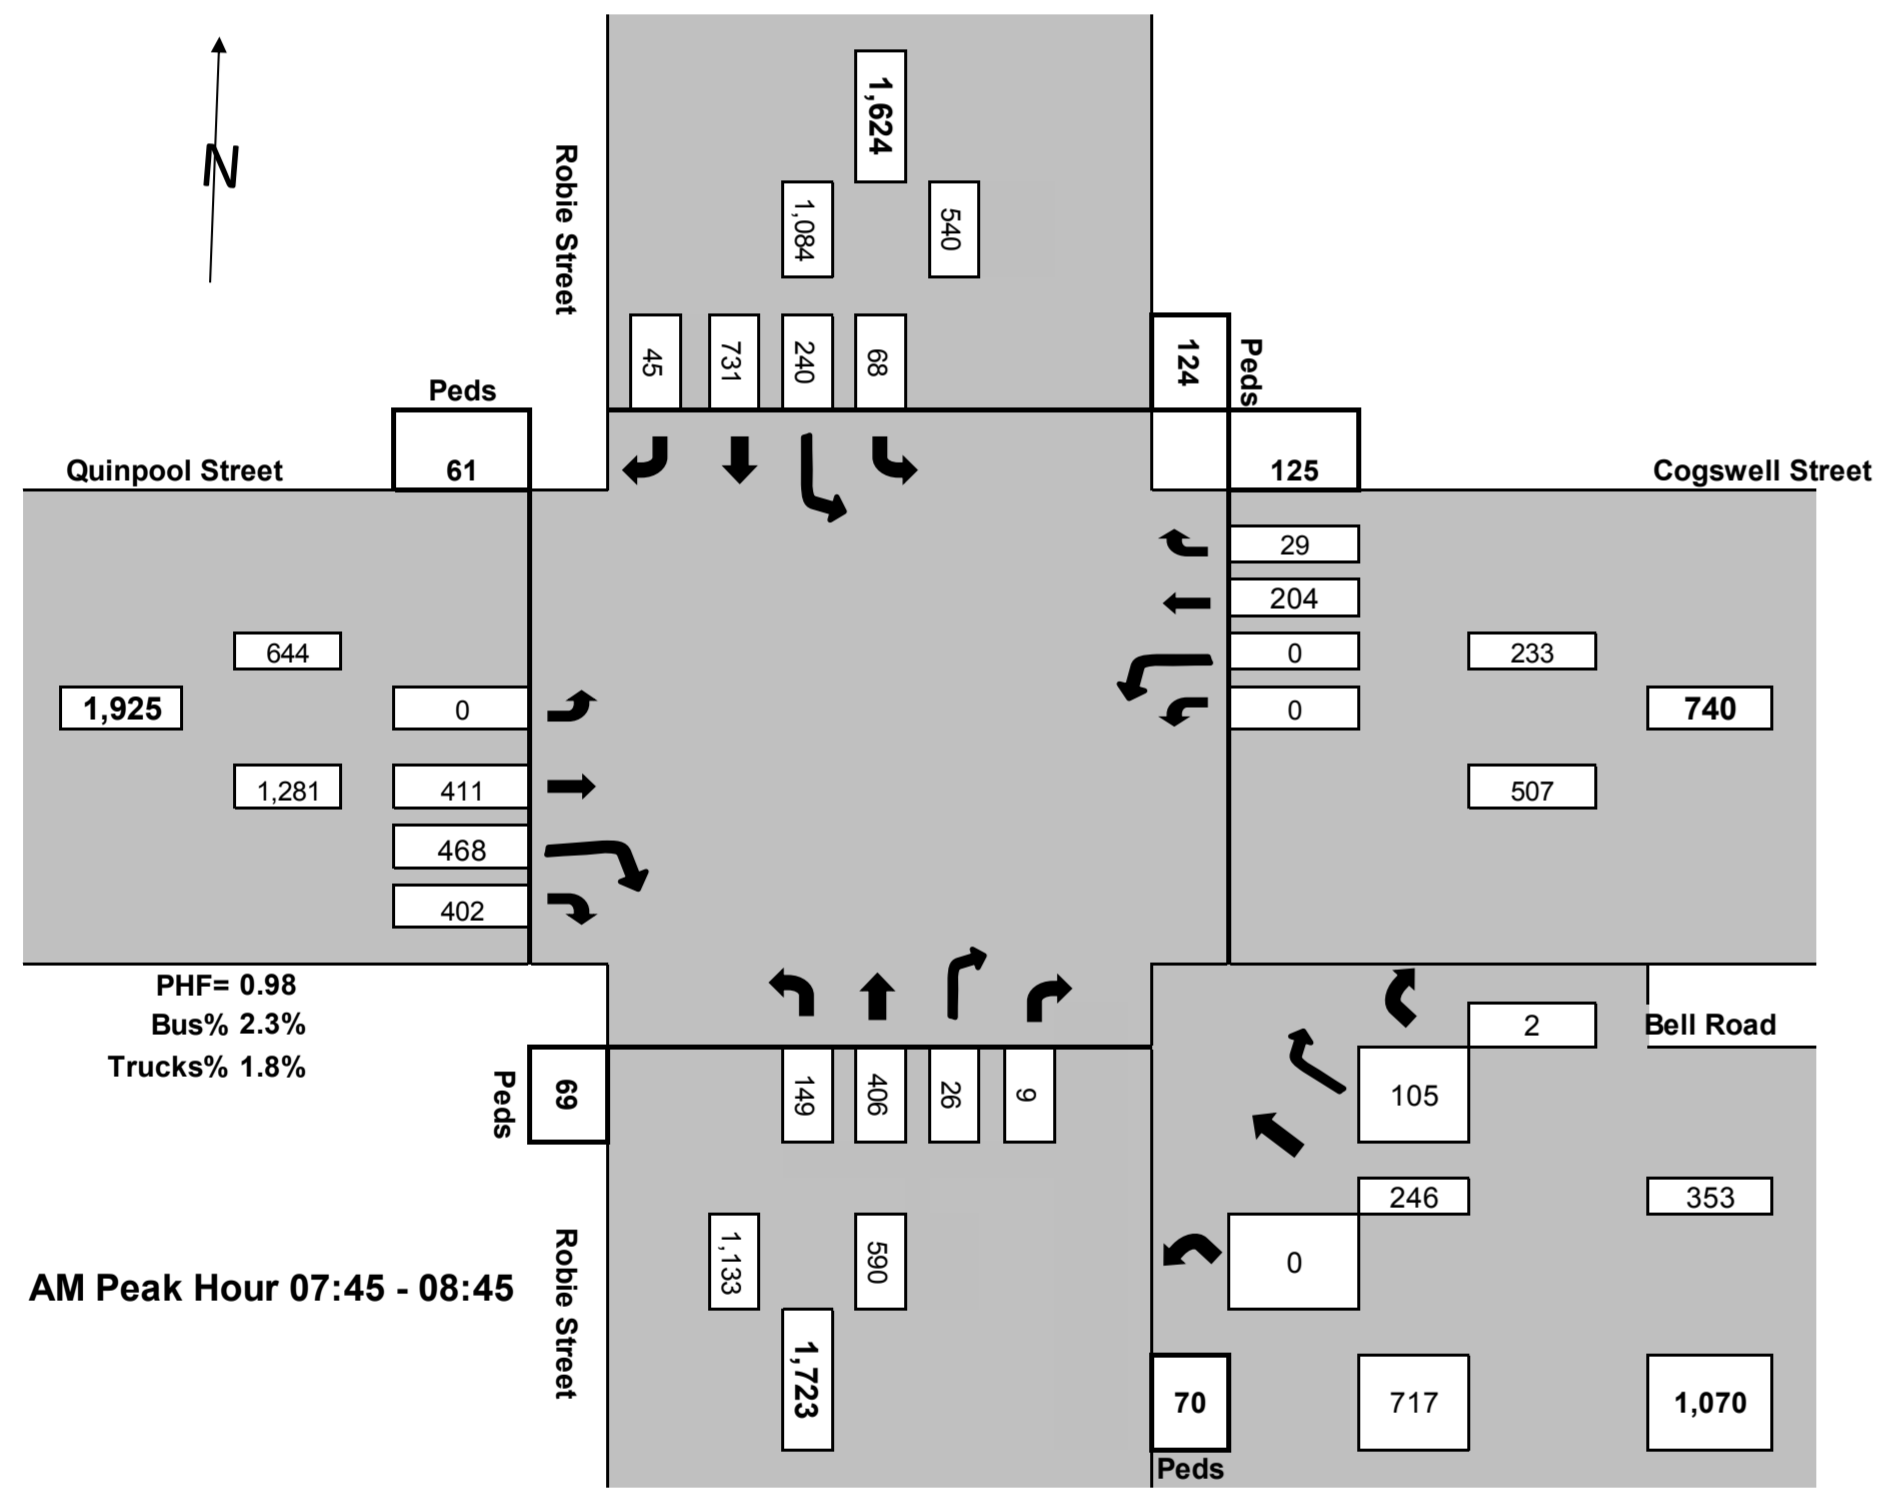 N
Robie Street
1,624
1,084
540
45
731
240
68
124
Peds
Peds
61
125
Quinpool Street
Cogswell Street
29
204
0
0
233
740
507
644
1,925
1,281
0
411
468
402
PHF= 0.98
Bus% 2.3%
Trucks% 1.8%
Peds
69
149
406
26
9
2
Bell Road
105
246
353
0
Robie Street
1,133
590
1,723
AM Peak Hour 07:45 - 08:45
70
717
1,070
Peds